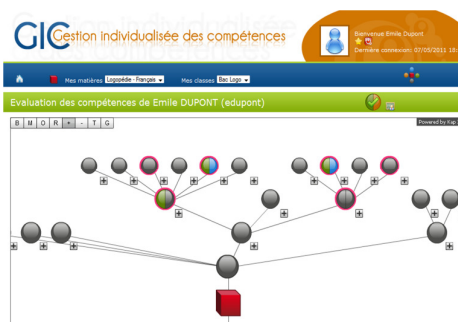 GIC Gestion individualisée des compétences
Bienvenue Emile Dupont
Dernière connexion: 07/05/2011 16:
Mes matières Logopédie - Français Mes classes Bac Logo
Evaluation des compétences de Emile DUPONT (edupont)
B M O R + - T G
Powered by Kap